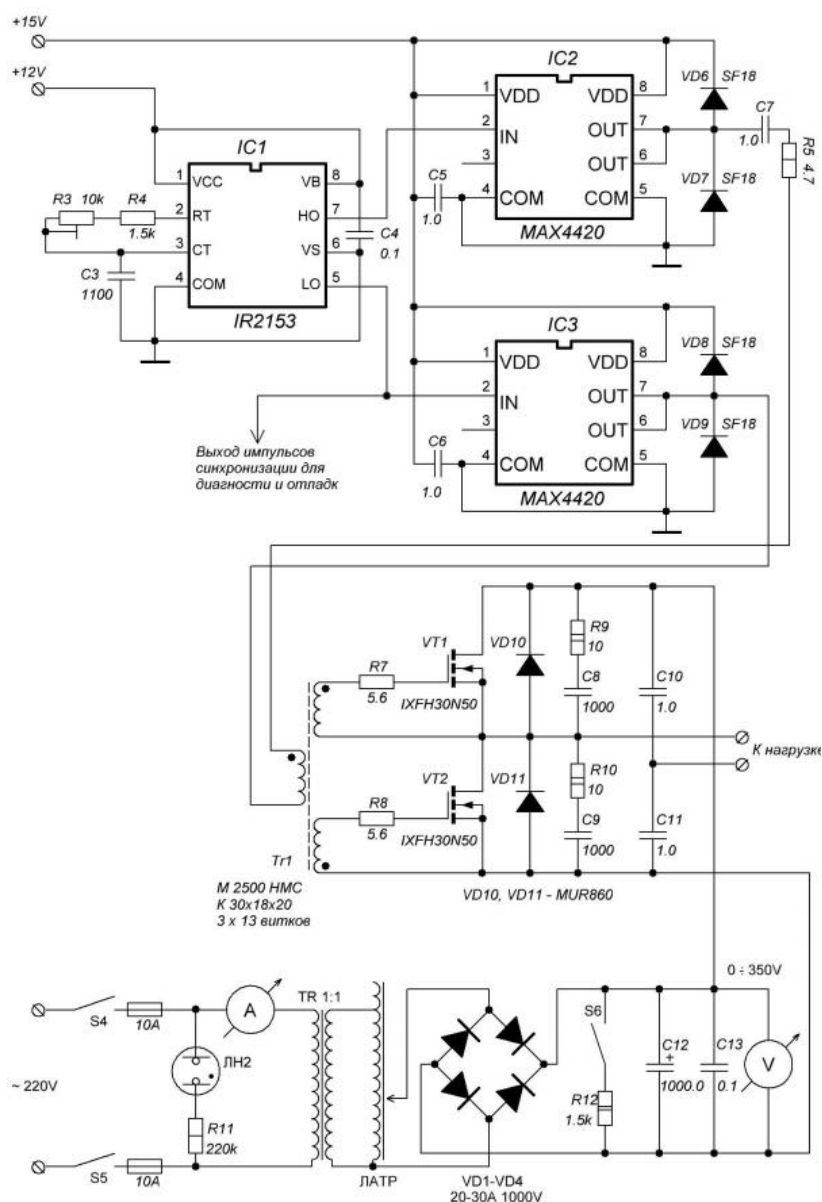 +15V
+12V
IC1
1 VCC VB 8
2 RT HO 7
3 CT VS 6
4 COM LO 5
IR2153
R3 10k
R4
1.5k
C3
1100
C4
0.1
IC2
1 VDD VDD 8
2 IN OUT 7
3 OUT 6
4 COM COM 5
MAX4420
C5
1.0
VD6 SF18
VD7 SF18
C7
1.0
R5 4.7
IC3
1 VDD VDD 8
2 IN OUT 7
3 OUT 6
4 COM COM 5
MAX4420
C6
1.0
VD8 SF18
VD9 SF18
Выход импульсов
синхронизации для
диагности и отладк
VT1
IXFH30N50
R7
5.6
VD10
R9
10
C8
1000
C10
1.0
К нагрузке
VT2
IXFH30N50
R8
5.6
VD11
R10
10
C9
1000
C11
1.0
Tr1
М 2500 НМС
К 30х18х20
3 х 13 витков
VD10, VD11 - MUR860
0 ÷ 350V
S4
10A
A
TR 1:1
ЛН2
~ 220V
R11
220k
S5
10A
ЛАТР
VD1-VD4
20-30A 1000V
S6
R12
1.5k
C12
+
1000.0
C13
0.1
V